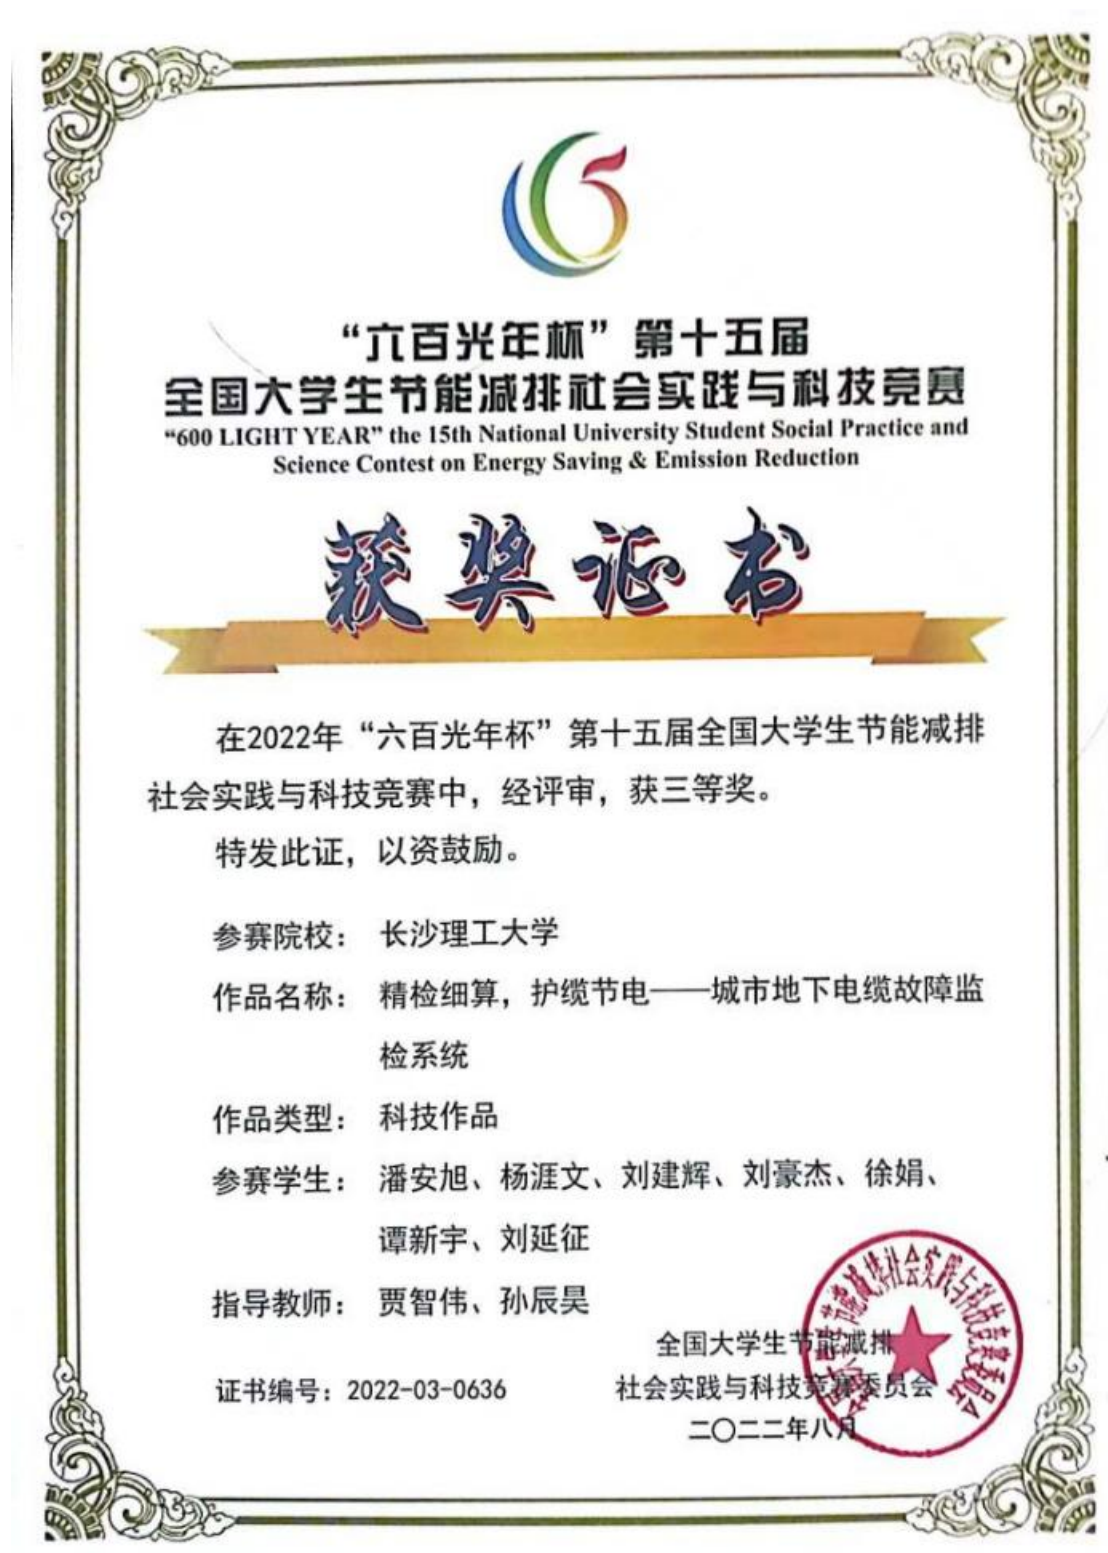 “六百光年杯”第十五届
全国大学生节能减排社会实践与科技竞赛
“600 LIGHT YEAR” the 15th National University Student Social Practice and
Science Contest on Energy Saving & Emission Reduction
获奖证书
在2022年“六百光年杯”第十五届全国大学生节能减排
社会实践与科技竞赛中，经评审，获三等奖。
特发此证，以资鼓励。
参赛院校： 长沙理工大学
作品名称： 精检细算，护缆节电——城市地下电缆故障监
检系统
作品类型： 科技作品
参赛学生： 潘安旭、杨涯文、刘建辉、刘豪杰、徐娟、
谭新宇、刘延征
指导教师： 贾智伟、孙辰昊
全国大学生节能减排
社会实践与科技竞赛委员会
证书编号：2022-03-0636
二〇二二年八月